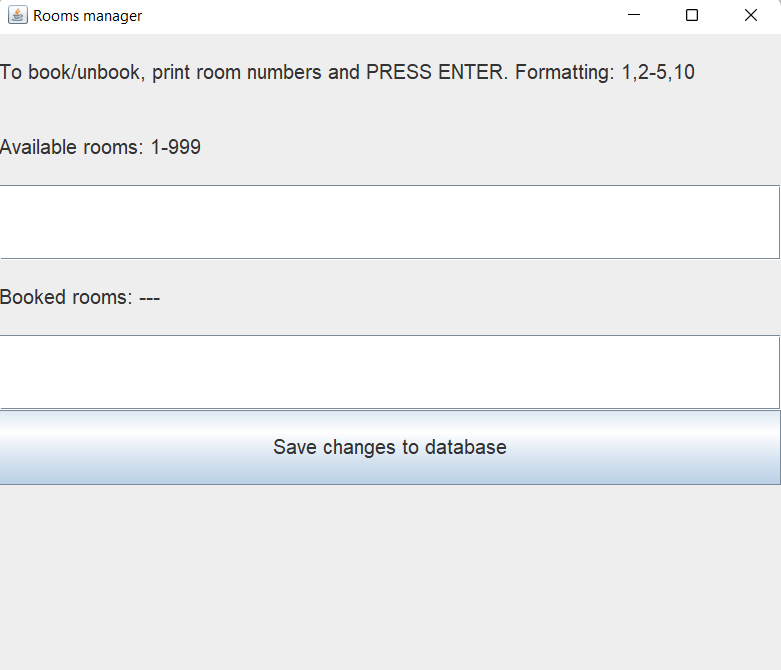 Rooms manager
To book/unbook, print room numbers and PRESS ENTER. Formatting: 1,2-5,10
Available rooms: 1-999
Booked rooms: ---
Save changes to database